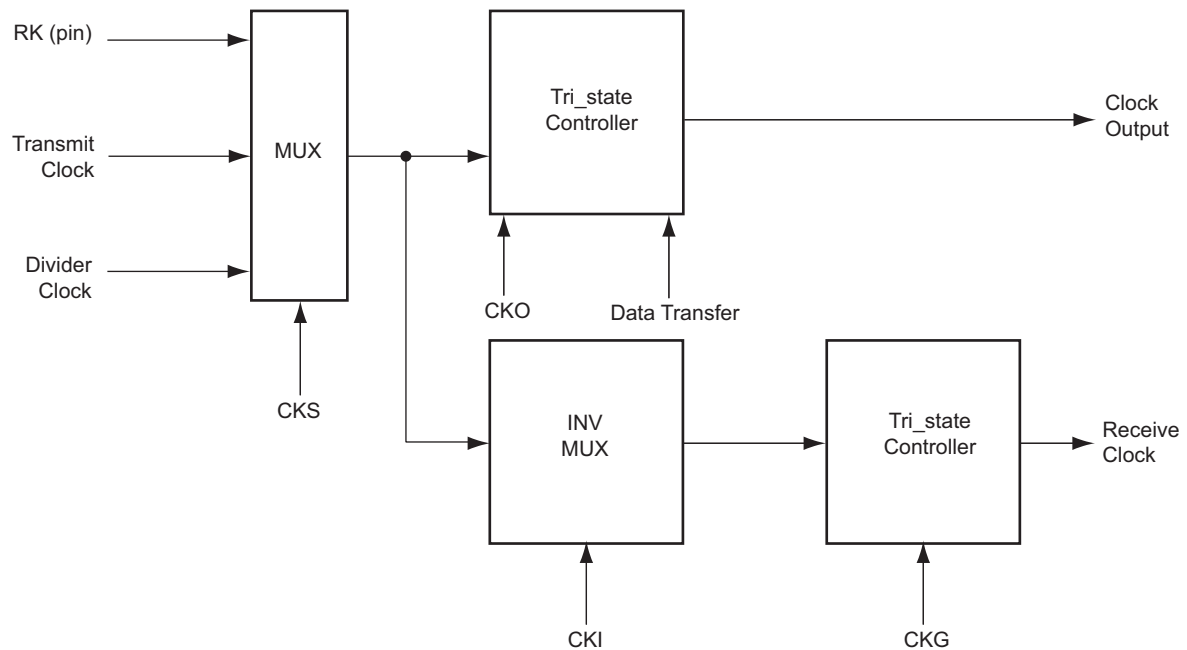 RK (pin)
Transmit
Clock
Divider
Clock
MUX
CKS
Tri_state
Controller
CKO
Data Transfer
Clock
Output
INV
MUX
CKI
Tri_state
Controller
CKG
Receive
Clock